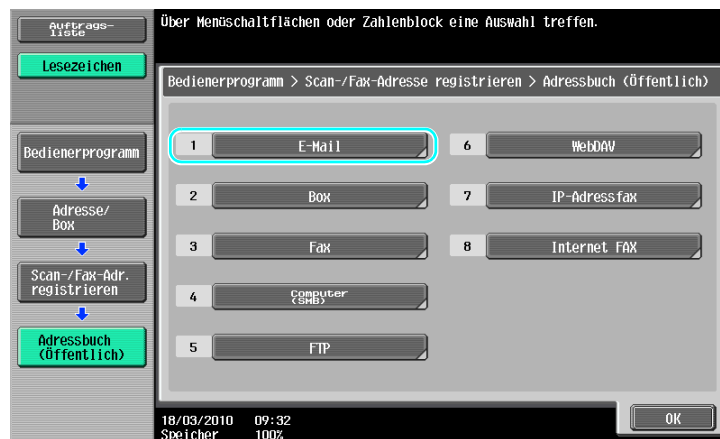 Auftrags-
liste
Lesezeichen
Bedienerprogramm
Adresse/
Box
Scan-/Fax-Adr.
registrieren
Adressbuch
(Öffentlich)
Über Menüschaltflächen oder Zahlenblock eine Auswahl treffen.
Bedienerprogramm > Scan-/Fax-Adresse registrieren > Adressbuch (Öffentlich)
1 E-Mail
2 Box
3 Fax
4 Computer
(SMB)
5 FTP
6 WebDAV
7 IP-Adressfax
8 Internet FAX
18/03/2010 09:32
Speicher 100%
OK